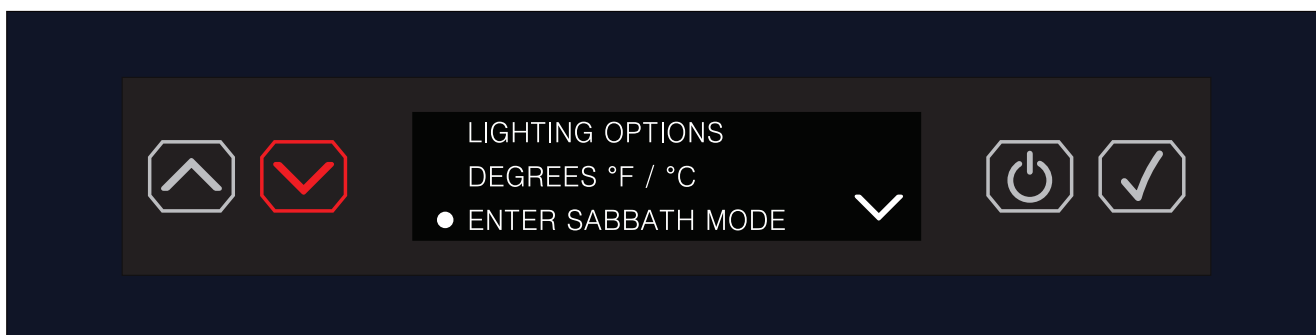 LIGHTING OPTIONS
DEGREES °F / °C
ENTER SABBATH MODE